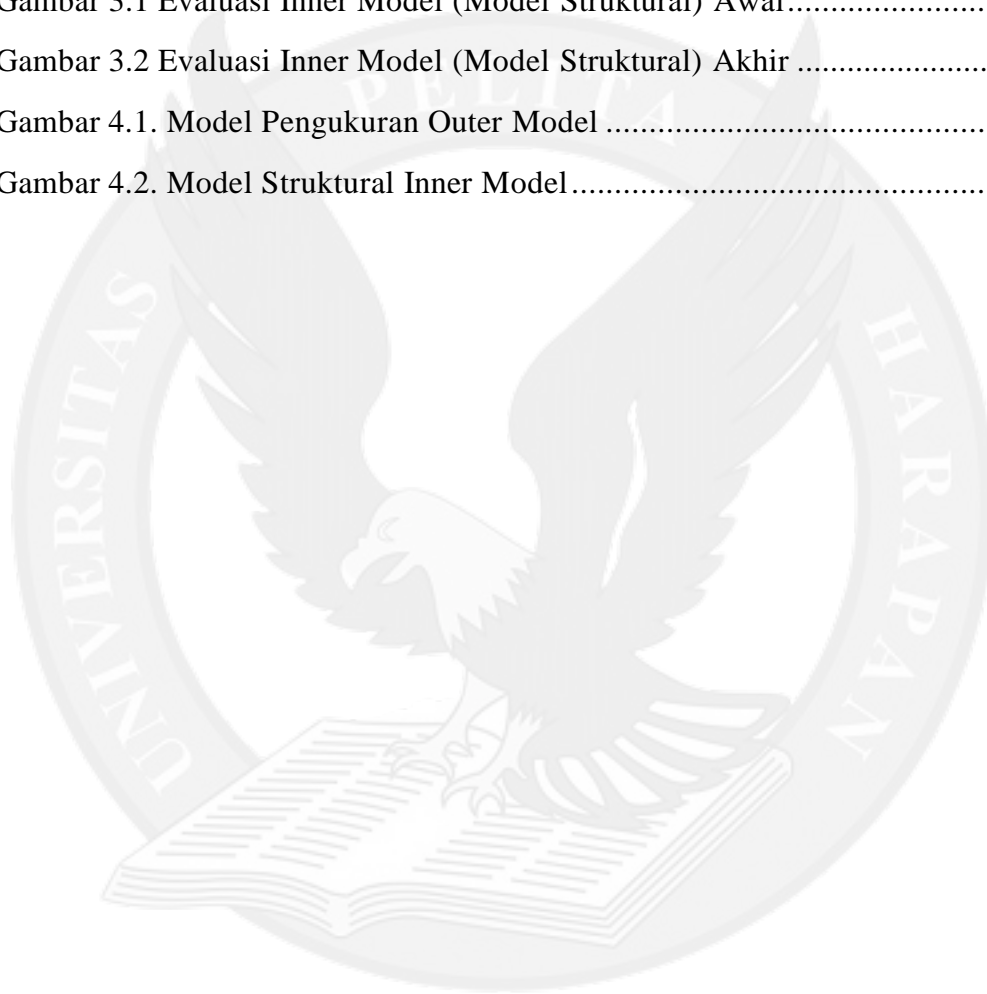 Gambar 3.1 Evaluasi Inner Model (Model Struktural) Awal.......................
Gambar 3.2 Evaluasi Inner Model (Model Struktural) Akhir ......................
Gambar 4.1. Model Pengukuran Outer Model ...........................................
Gambar 4.2. Model Struktural Inner Model...............................................
UNIVERSITAS PELITA HARAPAN